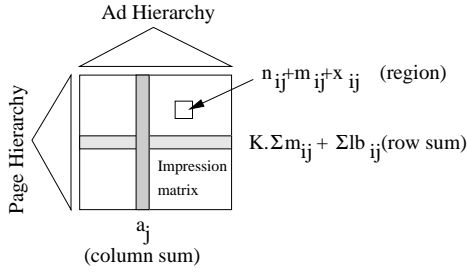 Ad Hierarchy
Page Hierarchy
n ij+m ij+x ij (region)
K.Σm ij + Σlb ij (row sum)
Impression
matrix
a j
(column sum)